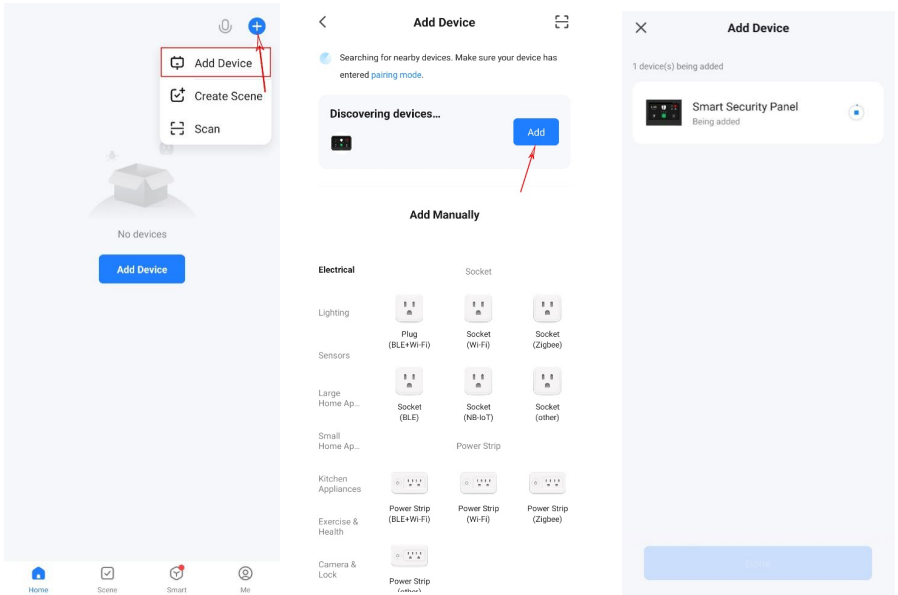 Add Device
Create Scene
Scan
No devices
Add Device
Home
Scene
Smart
Me
Add Device
Searching for nearby devices. Make sure your device has
entered pairing mode.
Discovering devices...
Add
Add Manually
Electrical
Socket
Lighting
Plug
(BLE+Wi-Fi)
Socket
(Wi-Fi)
Socket
(Zigbee)
Sensors
Large
Home Ap...
Socket
(BLE)
Socket
(NB-IoT)
Socket
(other)
Small
Home Ap...
Power Strip
Kitchen
Appliances
Power Strip
(BLE+Wi-Fi)
Power Strip
(Wi-Fi)
Power Strip
(Zigbee)
Exercise &
Health
Camera &
Lock
Power Strip
(other)
Add Device
1 device(s) being added
Smart Security Panel
Being added